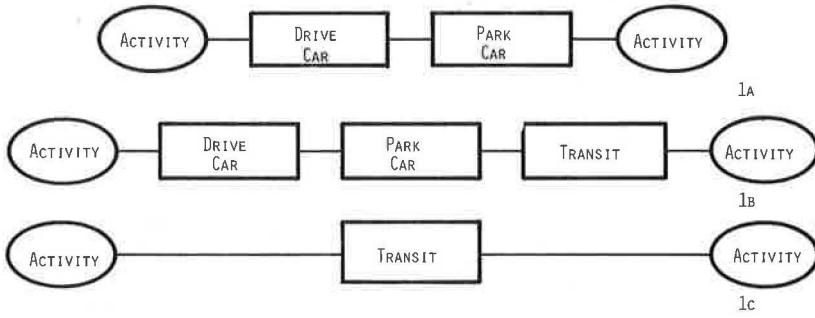 ACTIVITY
DRIVE
CAR
PARK
CAR
ACTIVITY
1A
ACTIVITY
DRIVE
CAR
PARK
CAR
TRANSIT
ACTIVITY
1B
ACTIVITY
TRANSIT
ACTIVITY
1C